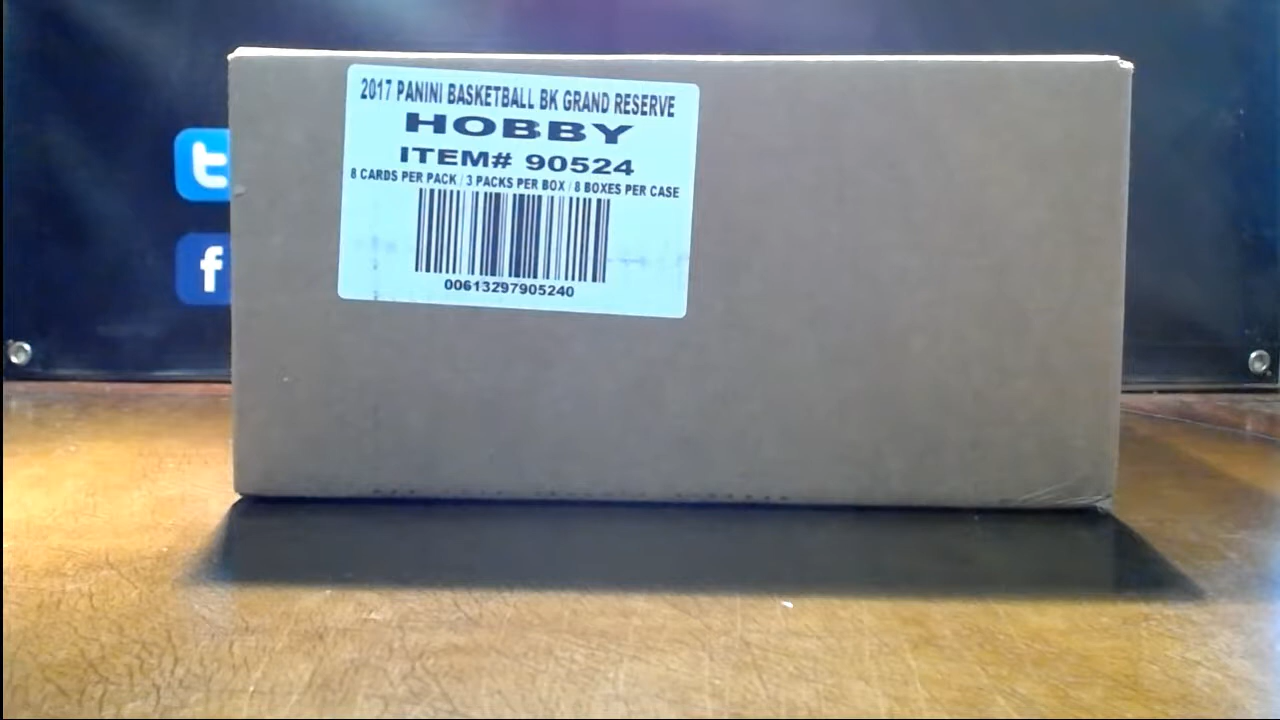 2017 PANINI BASKETBALL BK GRAND RESERVE
HOBBY
ITEM# 90524
8 CARDS PER PACK / 3 PACKS PER BOX / 8 BOXES PER CASE
00613297905240